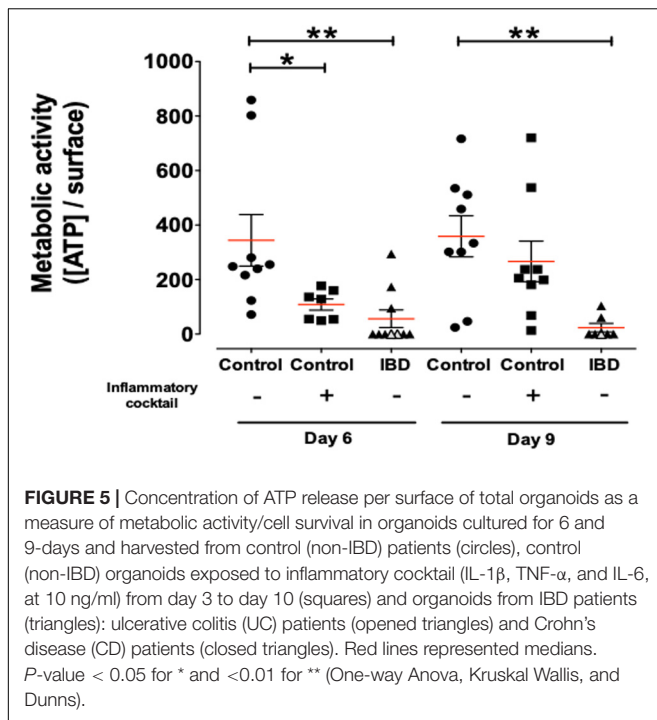 ** **
*
Metabolic activity
([ATP] / surface)
1000
800
600
400
200
0
Control Control IBD Control Control IBD
Inflammatory
cocktail
- + - - + -
Day 6 Day 9
FIGURE 5 | Concentration of ATP release per surface of total organoids as a
measure of metabolic activity/cell survival in organoids cultured for 6 and
9-days and harvested from control (non-IBD) patients (circles), control
(non-IBD) organoids exposed to inflammatory cocktail (IL-1β, TNF-α, and IL-6,
at 10 ng/ml) from day 3 to day 10 (squares) and organoids from IBD patients
(triangles): ulcerative colitis (UC) patients (opened triangles) and Crohn's
disease (CD) patients (closed triangles). Red lines represented medians.
P-value < 0.05 for * and <0.01 for ** (One-way Anova, Kruskal Wallis, and
Dunns).